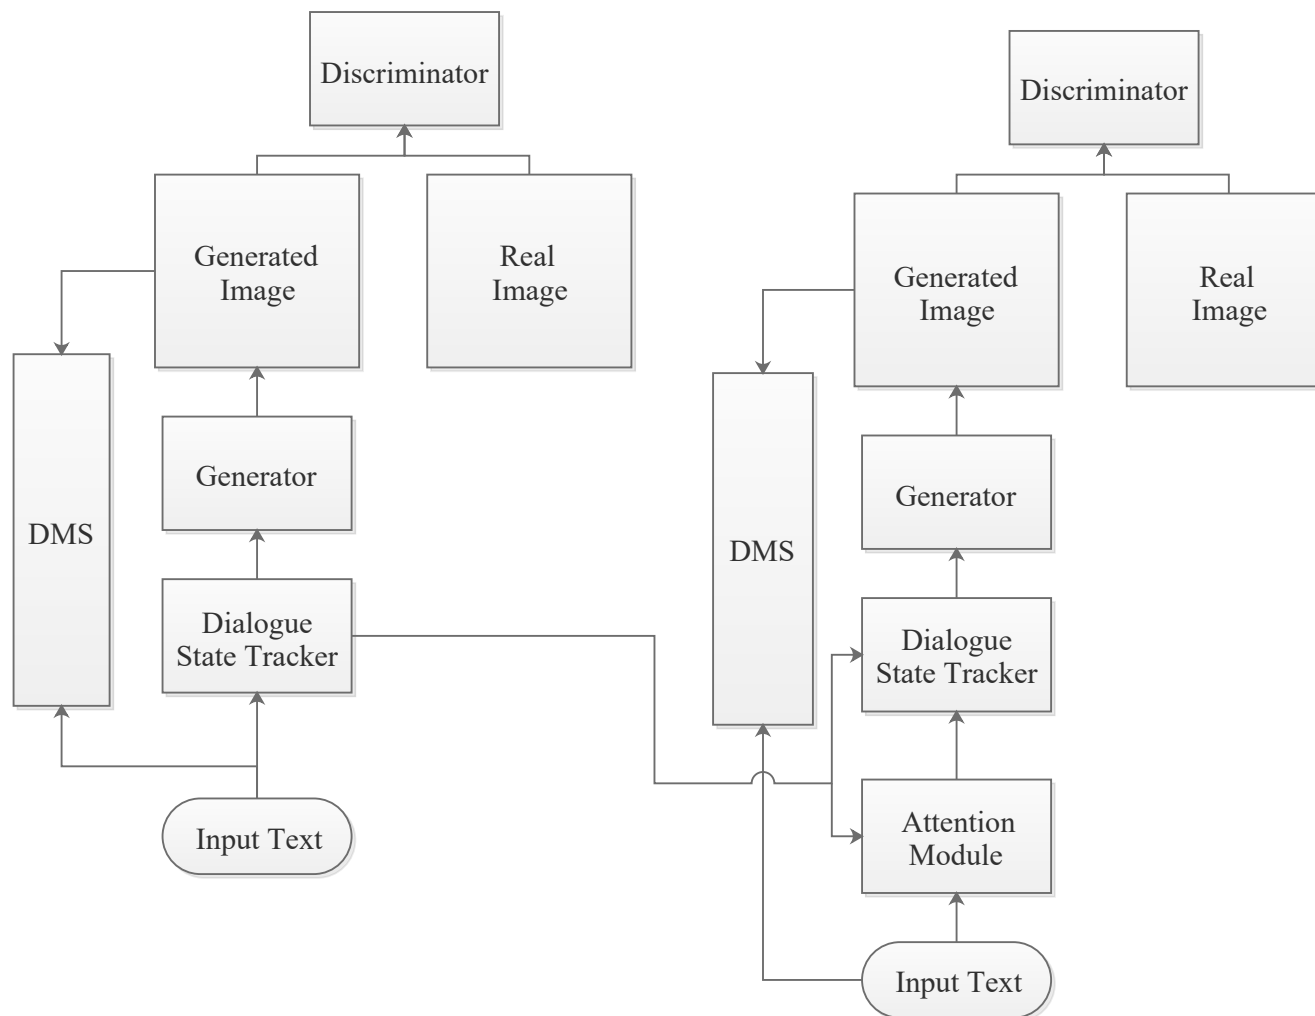 Discriminator
Generated
Image
Real
Image
DMS
Generator
Dialogue
State Tracker
Input Text
Discriminator
Generated
Image
Real
Image
DMS
Generator
Dialogue
State Tracker
Attention
Module
Input Text